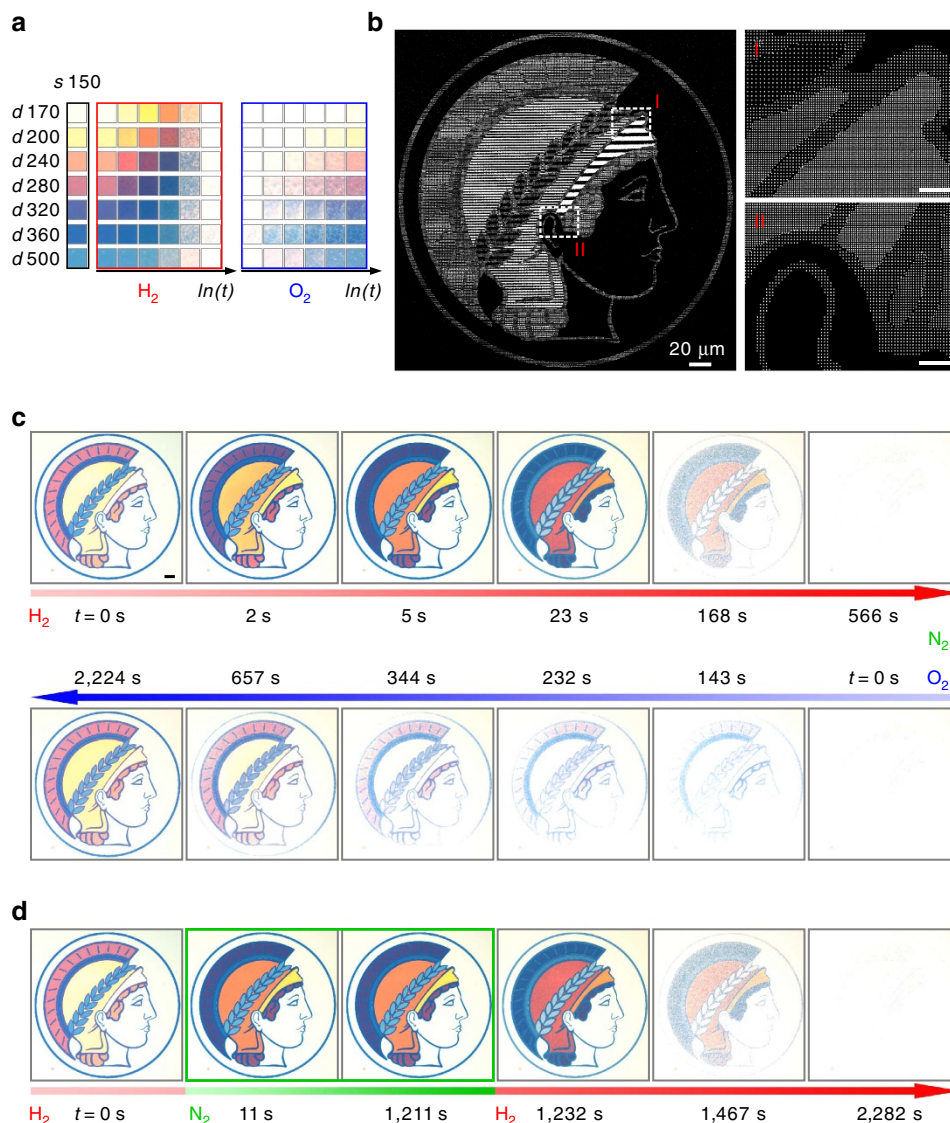 a
s 150
d 170
d 200
d 240
d 280
d 320
d 360
d 500
H₂ ln(t) O₂ ln(t)
b
I
II
20 μm
I
II
c
H₂ t = 0 s 2 s 5 s 23 s 168 s 566 s
N₂
2,224 s 657 s 344 s 232 s 143 s t = 0 s O₂
d
H₂ t = 0 s N₂ 11 s 1,211 s H₂ 1,232 s 1,467 s 2,282 s